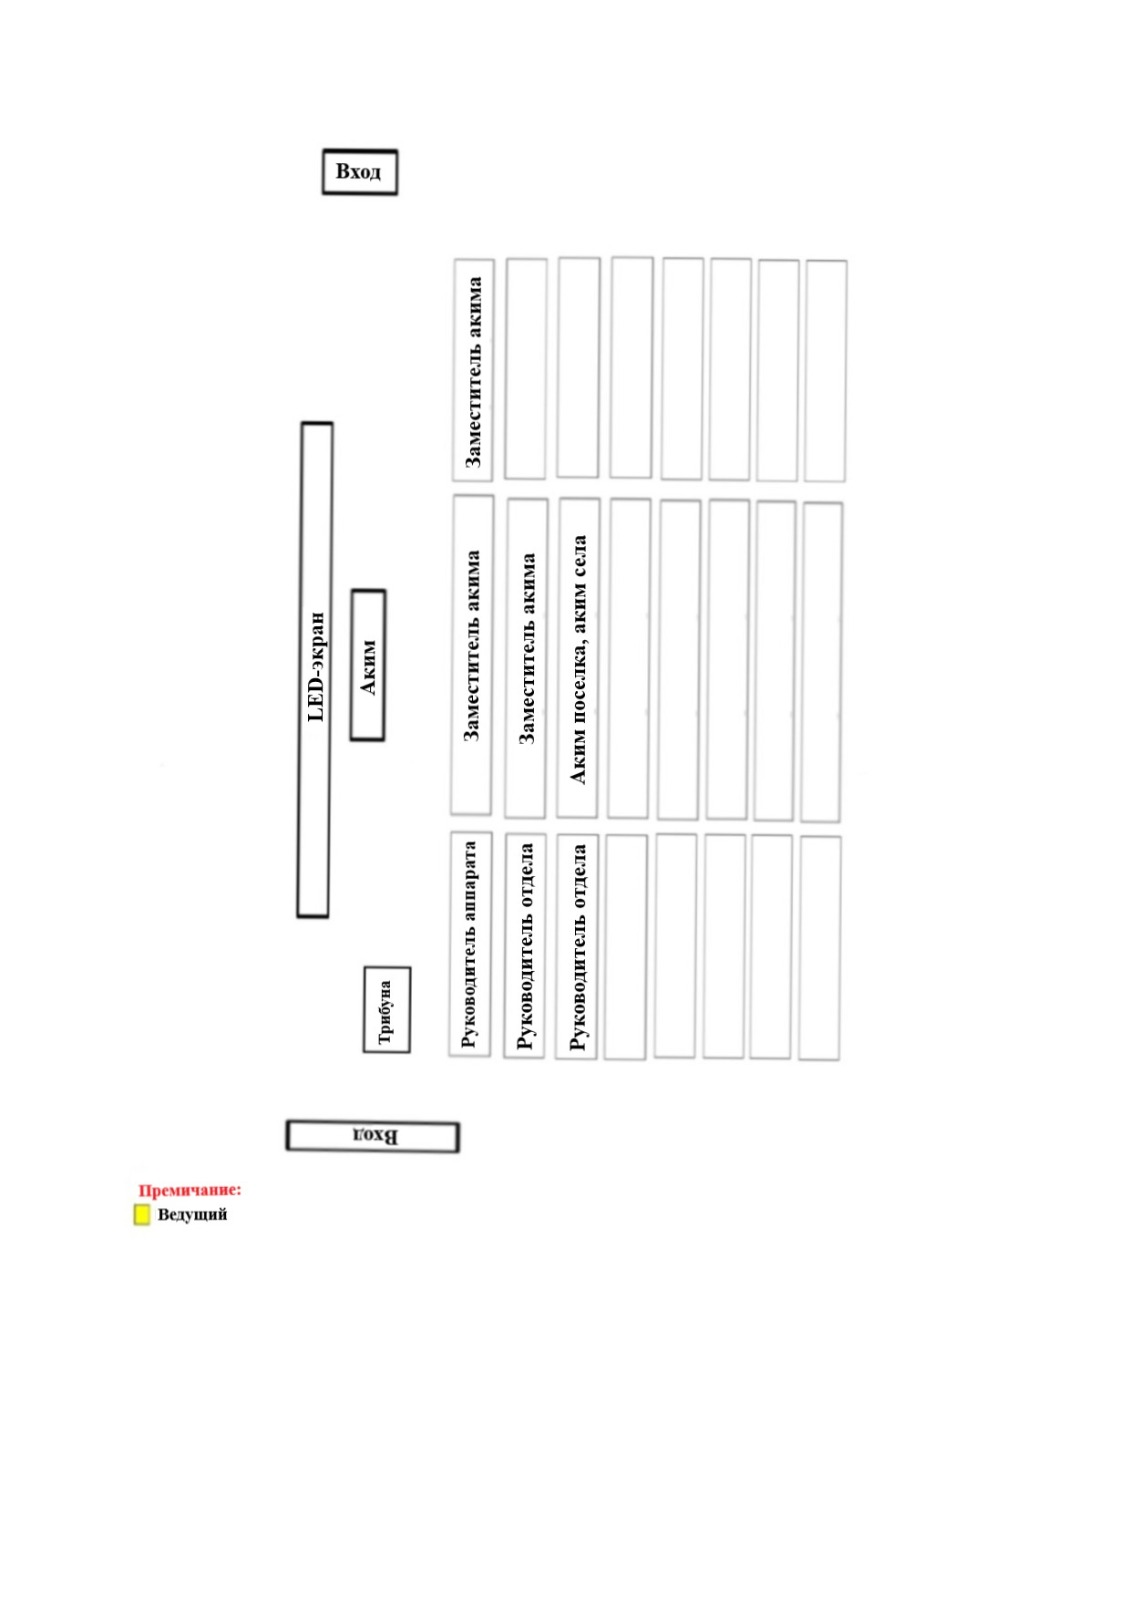 Вход
LED-экран
Аким
Трибуна
Заместитель акима
Заместитель акима
Руководитель аппарата
Заместитель акима
Руководитель отдела
Аким поселка, аким села
Руководитель отдела
Вход
Премичание:
Ведущий